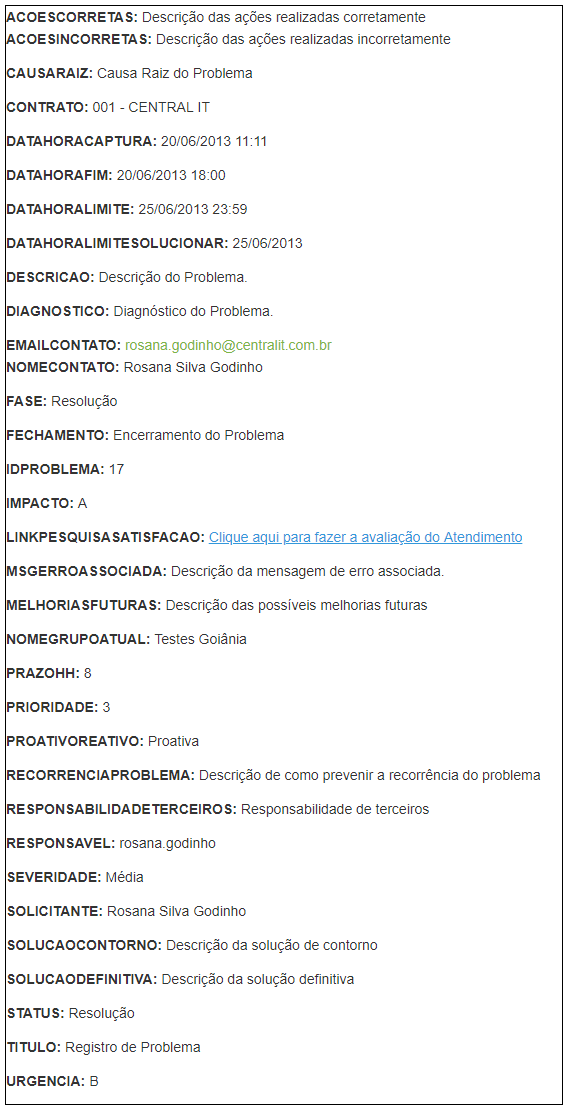 ACOESCORRETAS: Descrição das ações realizadas corretamente
ACOESINCORRETAS: Descrição das ações realizadas incorretamente
CAUSARAIZ: Causa Raiz do Problema
CONTRATO: 001 - CENTRAL IT
DATAHORACAPTURA: 20/06/2013 11:11
DATAHORAFIM: 20/06/2013 18:00
DATAHORALIMITE: 25/06/2013 23:59
DATAHORALIMITESOLUCIONAR: 25/06/2013
DESCRICAO: Descrição do Problema.
DIAGNOSTICO: Diagnóstico do Problema.
EMAILCONTATO: rosana.godinho@centralit.com.br
NOMECONTATO: Rosana Silva Godinho
FASE: Resolução
FECHAMENTO: Encerramento do Problema
IDPROBLEMA: 17
IMPACTO: A
LINKPESQUISASATISFACAO: Clique aqui para fazer a avaliação do Atendimento
MSGERROASSOCIADA: Descrição da mensagem de erro associada.
MELHORIASFUTURAS: Descrição das possíveis melhorias futuras
NOMEGRUPOATUAL: Testes Goiânia
PRAZOHH: 8
PRIORIDADE: 3
PROATIVOREATIVO: Proativa
RECORRENCIAPROBLEMA: Descrição de como prevenir a recorrência do problema
RESPONSABILIDADETERCEIROS: Responsabilidade de terceiros
RESPONSAVEL: rosana.godinho
SEVERIDADE: Média
SOLICITANTE: Rosana Silva Godinho
SOLUCAOCONTORNO: Descrição da solução de contorno
SOLUCAODEFINITIVA: Descrição da solução definitiva
STATUS: Resolução
TITULO: Registro de Problema
URGENCIA: B